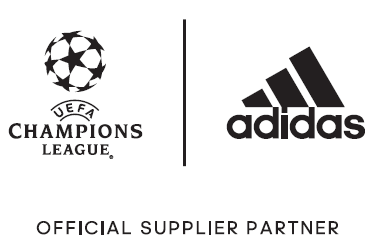 UEFA
CHAMPIONS
LEAGUE®
adidas
OFFICIAL SUPPLIER PARTNER